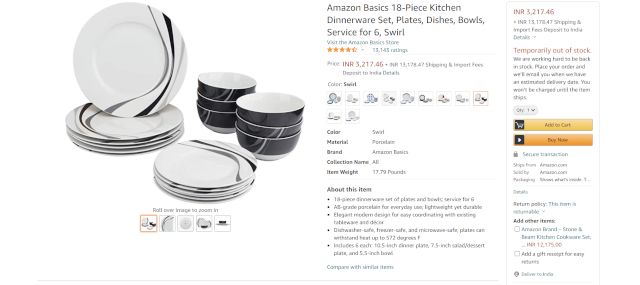 Amazon Basics 18-Piece Kitchen
Dinnerware Set, Plates, Dishes, Bowls,
Service for 6, Swirl
Visit the Amazon Basics Store
13,145 ratings
Price: INR 3,217.46 + INR 13,178.47 Shipping & Import Fees
Deposit to India Details
Color: Swirl
Color Swirl
Material Porcelain
Brand Amazon Basics
Collection Name All
Item Weight 17.79 Pounds
About this item
• 18-piece dinnerware set of plates and bowls; service for 6
• AB-grade porcelain for everyday use; lightweight yet durable
• Elegant modern design for easy coordinating with existing
tableware and décor
• Dishwasher-safe, freezer-safe, and microwave-safe, plates can
withstand heat up to 572 degrees F
• Includes 6 each: 10.5-inch dinner plate, 7.5-inch salad/dessert
plate, and 5.5-inch bowl
Compare with similar items
Roll over image to zoom in
INR 3,217.46
+ INR 13,178.47 Shipping &
Import Fees Deposit to India
Details
Temporarily out of stock.
We are working hard to be
back in stock. Place your order
and we'll email you when we have
an estimated delivery date. You
won't be charged until the item
ships.
Qty: 1
Add to Cart
Buy Now
Secure transaction
Ships from Amazon.com
Sold by Amazon.com
Packaging Shows what's inside. T...
Details
Return policy: This item is
returnable
Add other items:
Amazon Brand – Stone &
Beam Kitchen Cookware Set,
... INR 12,175.00
Add a gift receipt for easy
returns
Deliver to India